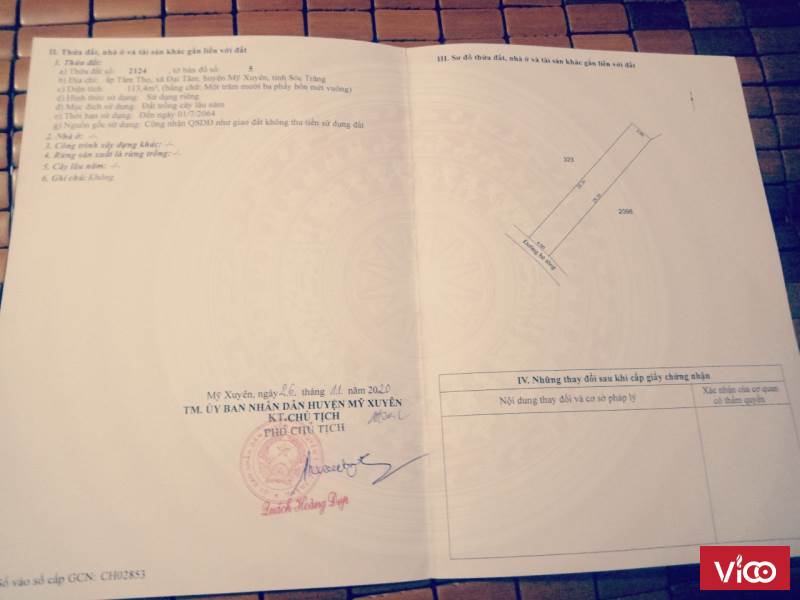 II. Thửa đất, nhà ở và tài sản khác gắn liền với đất
1. Thửa đất:
a) Thửa đất số: 2124 , tờ bản đồ số: 5
b) Địa chỉ: ấp Tâm Thọ, xã Đại Tâm, huyện Mỹ Xuyên, tỉnh Sóc Trăng
c) Diện tích: 113,4m², (bằng chữ: Một trăm mười ba phẩy bốn mét vuông)
d) Hình thức sử dụng: Sử dụng riêng
đ) Mục đích sử dụng: Đất trồng cây lâu năm
e) Thời hạn sử dụng: Đến ngày 01/7/2064
g) Nguồn gốc sử dụng: Công nhận QSDĐ như giao đất không thu tiền sử dụng đất
2. Nhà ở: -/-
3. Công trình xây dựng khác: -/-
4. Rừng sản xuất là rừng trồng: -/-
5. Cây lâu năm: -/-
6. Ghi chú: Không
Mỹ Xuyên, ngày 26 tháng 11 năm 2020
TM. ỦY BAN NHÂN DÂN HUYỆN MỸ XUYÊN
KT.CHỦ TỊCH
PHÓ CHỦ TỊCH
Quách Hoàng Đẹp
Số vào sổ cấp GCN: CH02853
III. Sơ đồ thửa đất, nhà ở và tài sản khác gắn liền với đất
323
2098
Đường bê tông
IV. Những thay đổi sau khi cấp giấy chứng nhận
Nội dung thay đổi và cơ sở pháp lý
Xác nhận của cơ quan
có thẩm quyền
ViCO